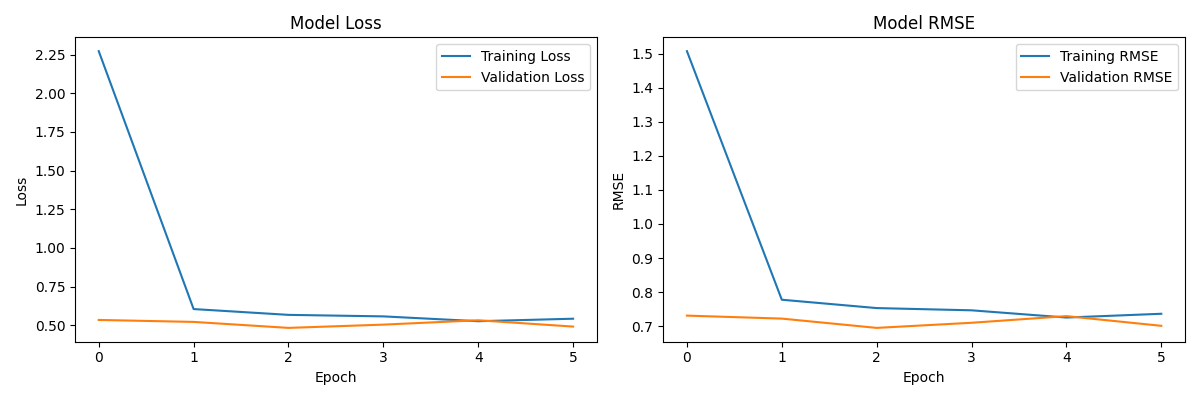 Model Loss
Training Loss
Validation Loss
2.25
2.00
1.75
1.50
1.25
1.00
0.75
0.50
Loss
0 1 2 3 4 5
Epoch
Model RMSE
Training RMSE
Validation RMSE
1.5
1.4
1.3
1.2
1.1
1.0
0.9
0.8
0.7
RMSE
0 1 2 3 4 5
Epoch